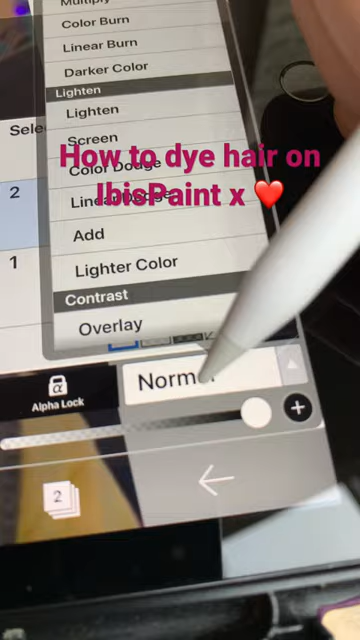 Multiply
Color Burn
Linear Burn
Darker Color
Lighten
Lighten
Screen
Color Dodge
How to dye hair on
IbisPaint x ❤️
Add
Lighter Color
Contrast
Overlay
2
1
Alpha Lock
2